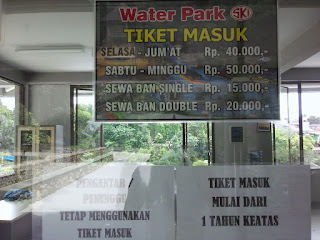 Water Park SKI
TIKET MASUK
SELASA - JUM'AT Rp. 40.000,-
SABTU - MINGGU Rp. 50.000,-
SEWA BAN SINGLE Rp. 15.000,-
SEWA BAN DOUBLE Rp. 20.000,-
PENGANTAR /
PENUNGGU
TETAP MENGGUNAKAN
TIKET MASUK
TIKET MASUK
MULAI DARI
1 TAHUN KEATAS